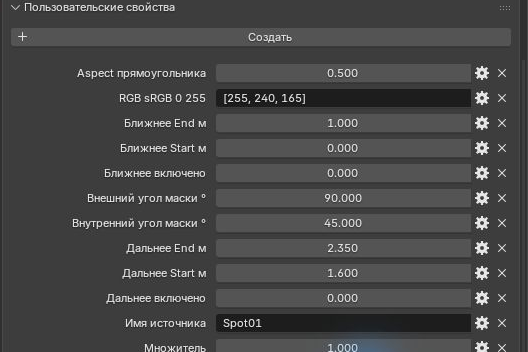 Пользовательские свойства
+ Создать
Aspect прямоугольника 0.500
RGB sRGB 0 255 [255, 240, 165]
Ближнее End м 1.000
Ближнее Start м 0.000
Ближнее включено 0.000
Внешний угол маски ° 90.000
Внутренний угол маски ° 45.000
Дальнее End м 2.350
Дальнее Start м 1.600
Дальнее включено 0.000
Имя источника Spot01
Множитель 1.000